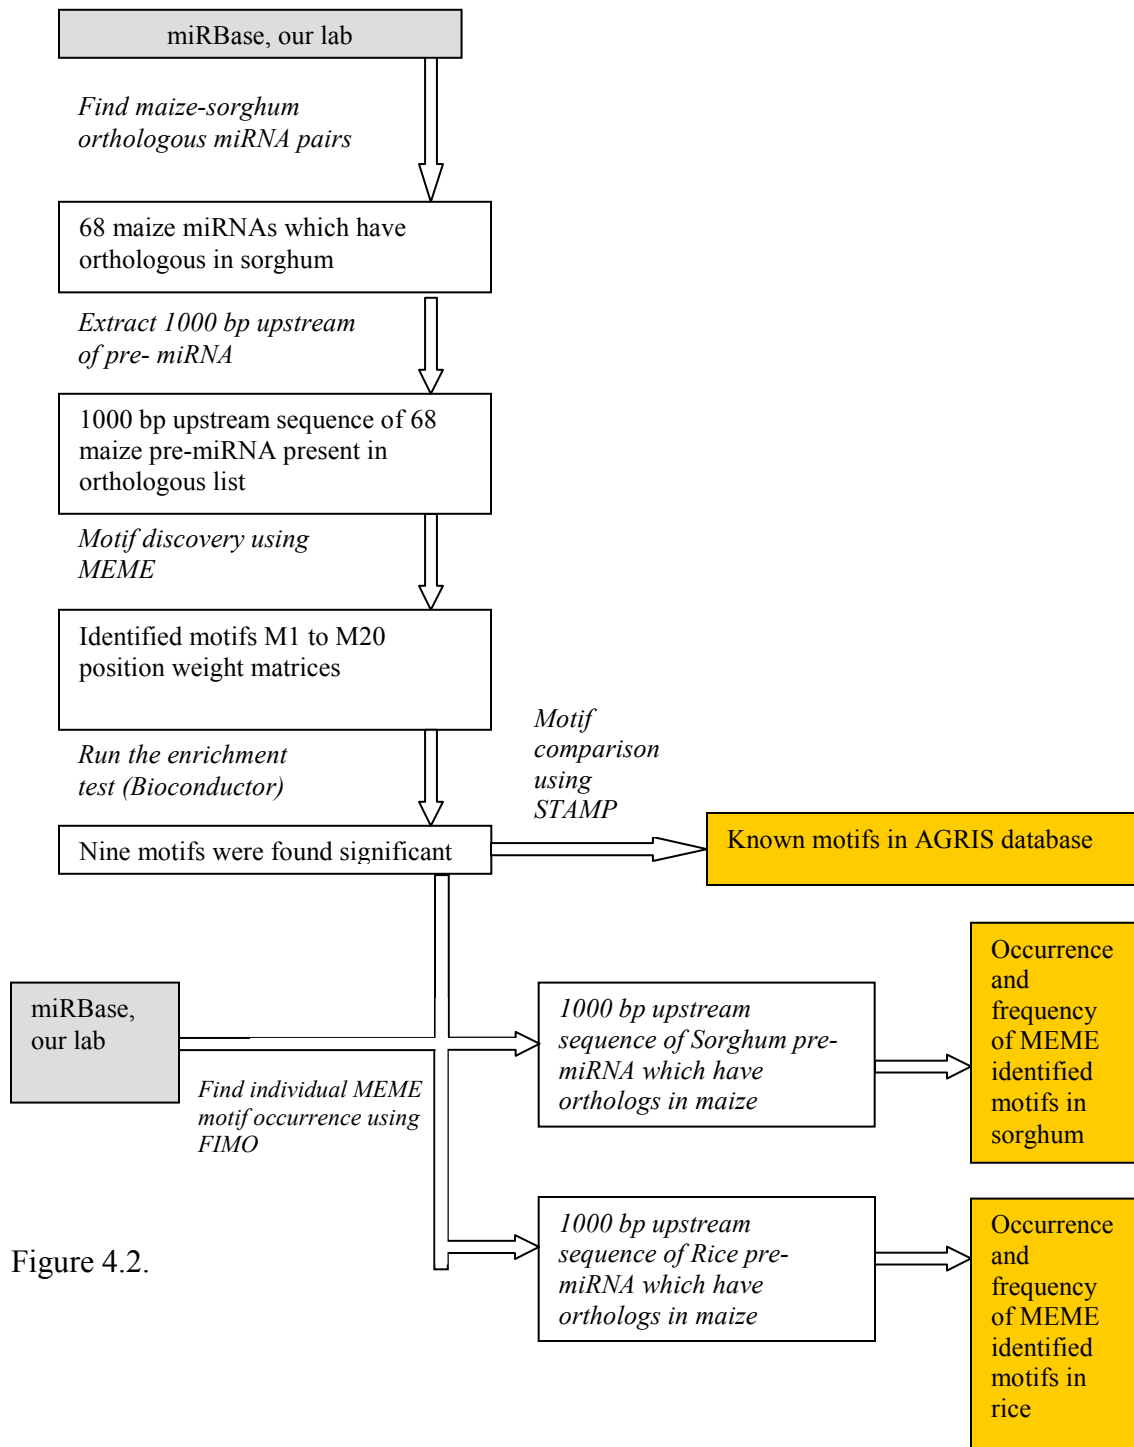 miRBase, our lab
Find maize-sorghum
orthologous miRNA pairs
68 maize miRNAs which have
orthologous in sorghum
Extract 1000 bp upstream
of pre- miRNA
1000 bp upstream sequence of 68
maize pre-miRNA present in
orthologous list
Motif discovery using
MEME
Identified motifs M1 to M20
position weight matrices
Run the enrichment
test (Bioconductor)
Motif
comparison
using
STAMP
Nine motifs were found significant
Known motifs in AGRIS database
miRBase,
our lab
Find individual MEME
motif occurrence using
FIMO
1000 bp upstream
sequence of Sorghum pre-
miRNA which have
orthologs in maize
Occurrence
and
frequency
of MEME
identified
motifs in
sorghum
1000 bp upstream
sequence of Rice pre-
miRNA which have
orthologs in maize
Occurrence
and
frequency
of MEME
identified
motifs in
rice
Figure 4.2.